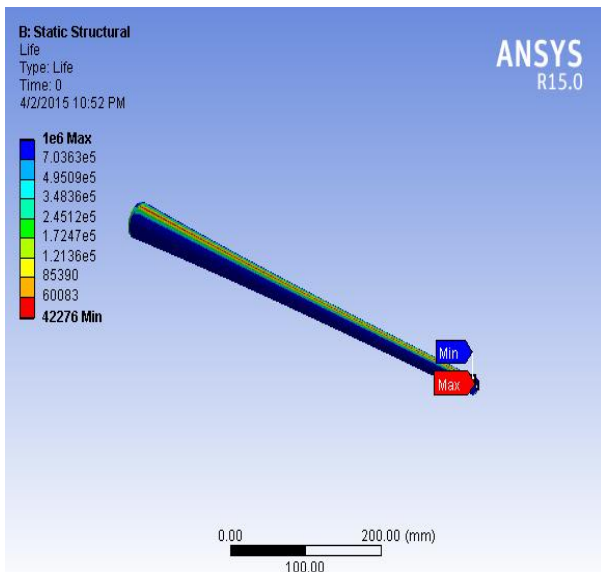 B: Static Structural
Life
Type: Life
Time: 0
4/2/2015 10:52 PM
ANSYS
R15.0
1e6 Max
7.0363e5
4.9509e5
3.4836e5
2.4512e5
1.7247e5
1.2136e5
85390
60083
42276 Min
Min
Max
0.00 200.00 (mm)
100.00